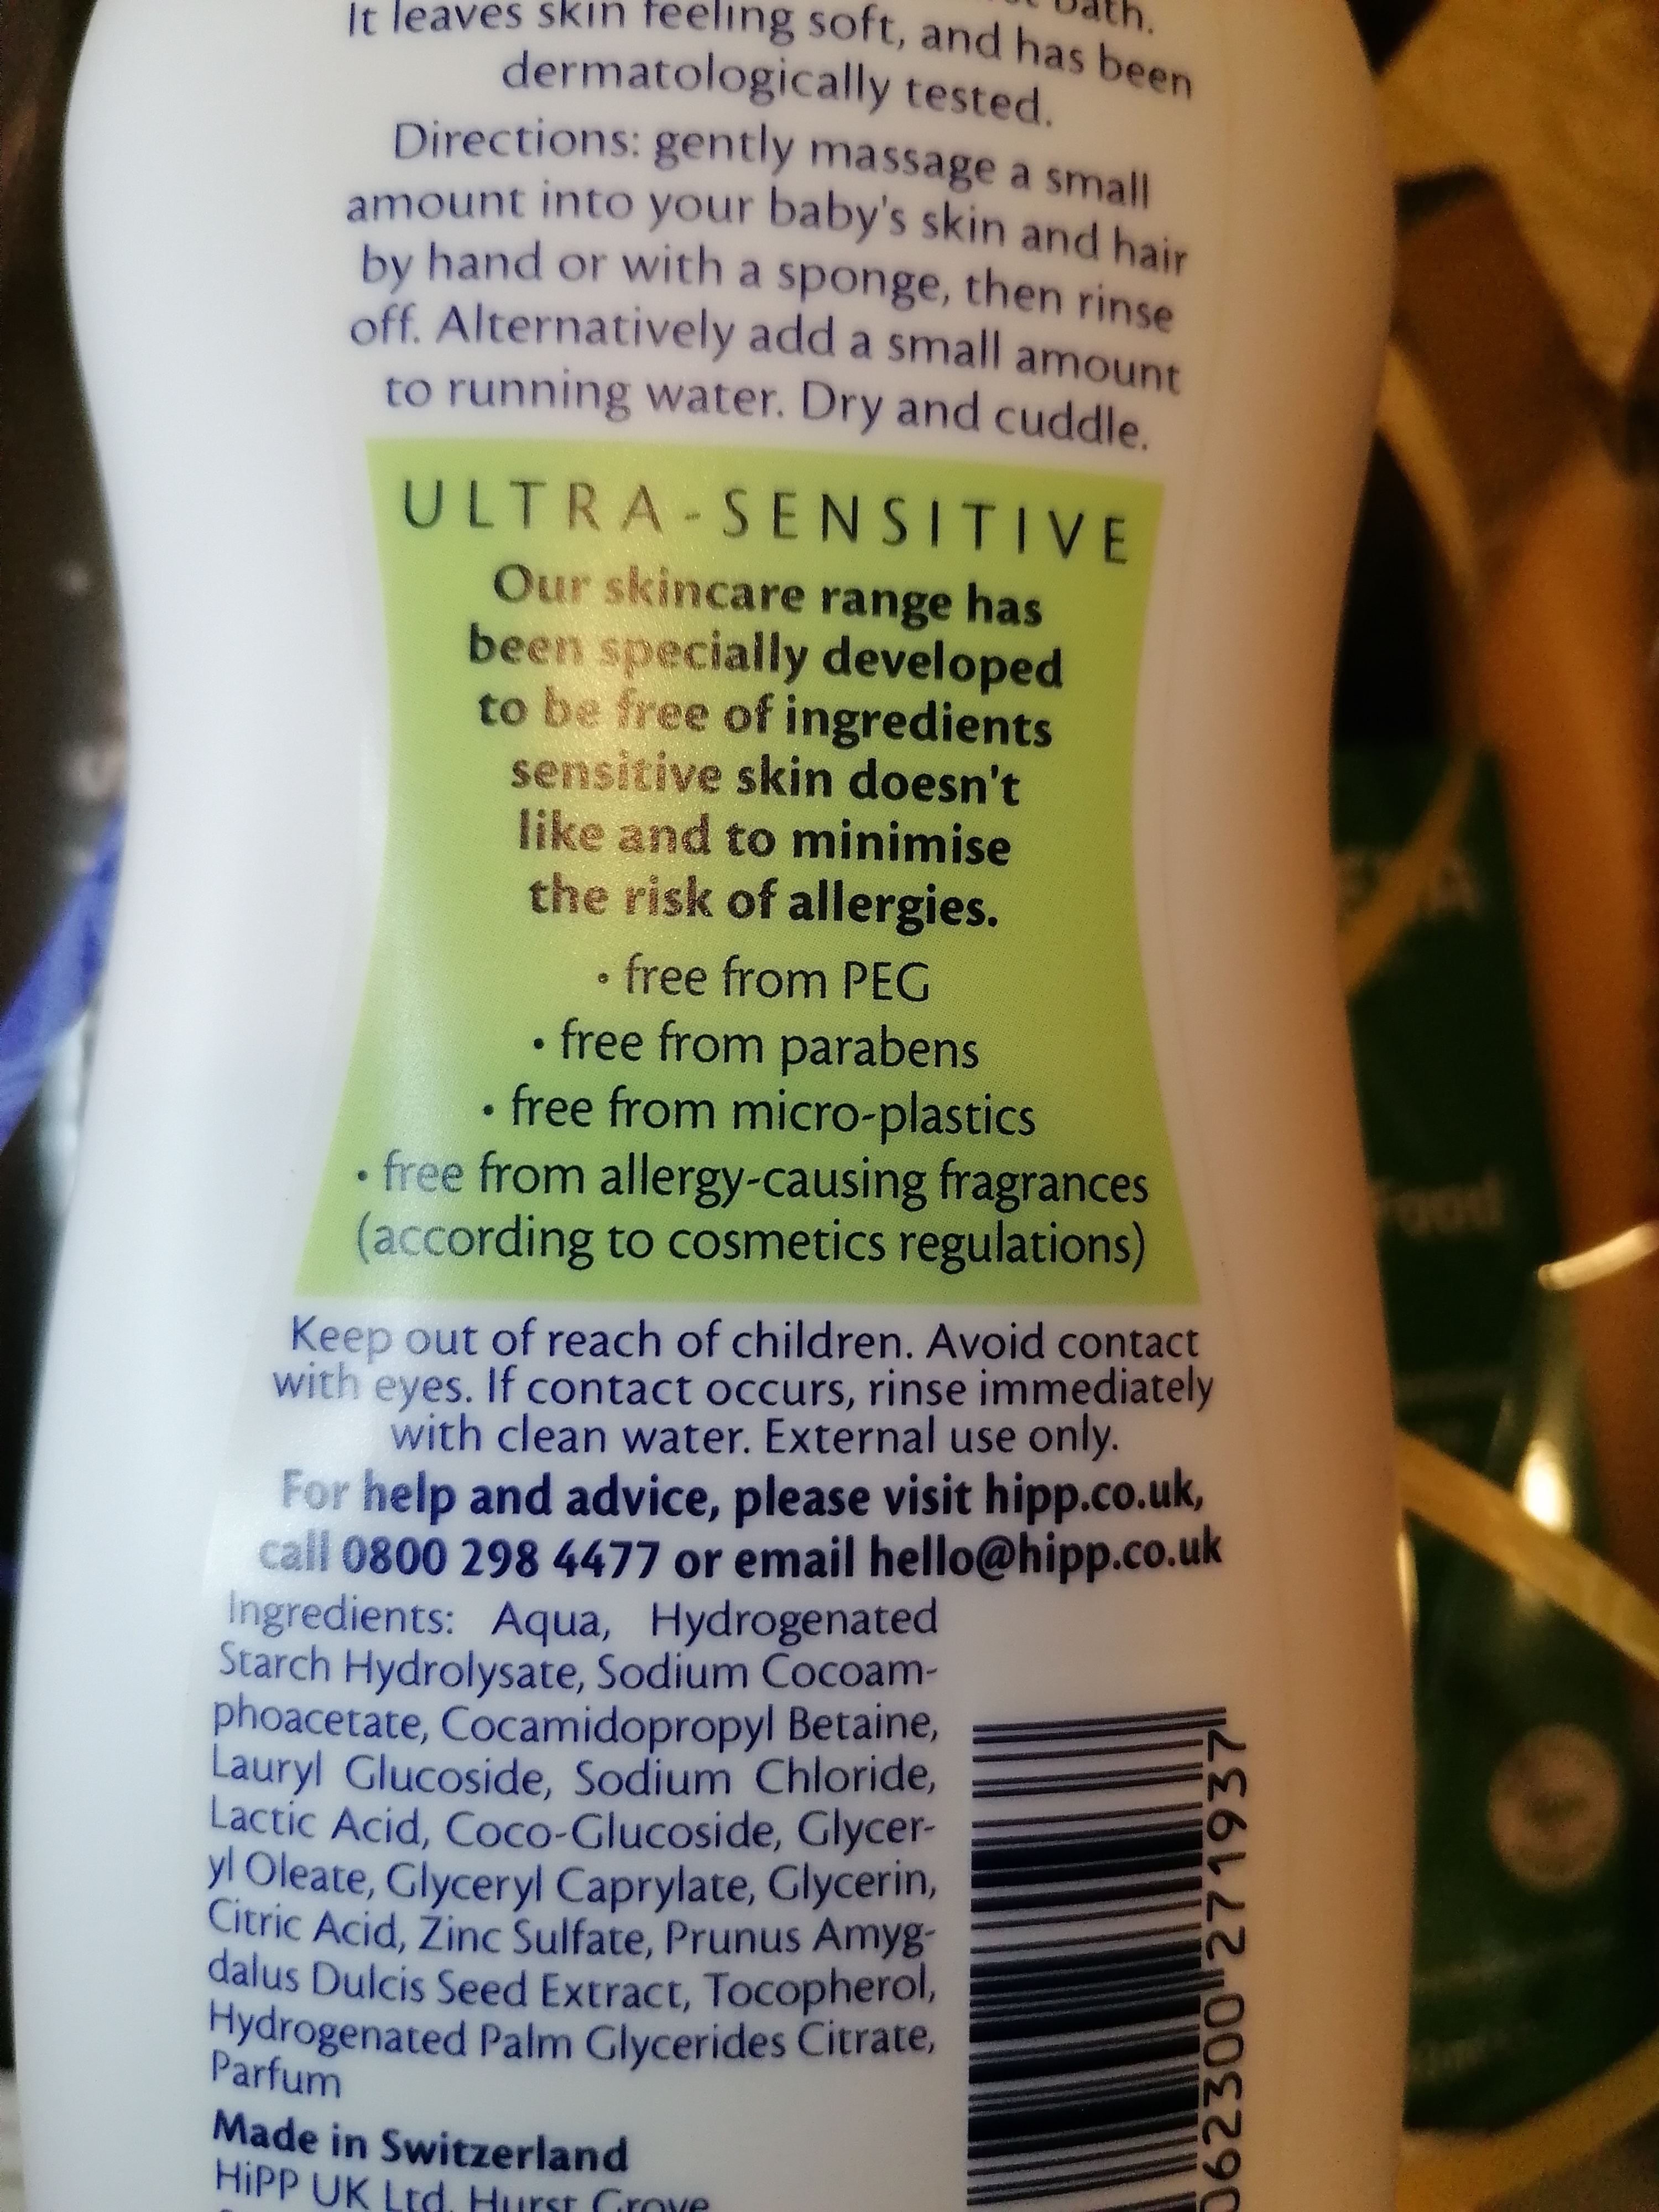 bath.
It leaves skin feeling soft, and has been
dermatologically tested.
Directions: gently massage a small
amount into your baby's skin and hair
by hand or with a sponge, then rinse
off. Alternatively add a small amount
to running water. Dry and cuddle.
ULTRA-SENSITIVE
Our skincare range has
been specially developed
to be free of ingredients
sensitive skin doesn't
like and to minimise
the risk of allergies.
• free from PEG
• free from parabens
• free from micro-plastics
• free from allergy-causing fragrances
(according to cosmetics regulations)
Keep out of reach of children. Avoid contact
with eyes. If contact occurs, rinse immediately
with clean water. External use only.
For help and advice, please visit hipp.co.uk,
call 0800 298 4477 or email hello@hipp.co.uk
Ingredients: Aqua, Hydrogenated
Starch Hydrolysate, Sodium Cocoam-
phoacetate, Cocamidopropyl Betaine,
Lauryl Glucoside, Sodium Chloride,
Lactic Acid, Coco-Glucoside, Glycer-
yl Oleate, Glyceryl Caprylate, Glycerin,
Citric Acid, Zinc Sulfate, Prunus Amyg-
dalus Dulcis Seed Extract, Tocopherol,
Hydrogenated Palm Glycerides Citrate,
Parfum
Made in Switzerland
HiPP UK Ltd, Hurst Grove
062300 271937